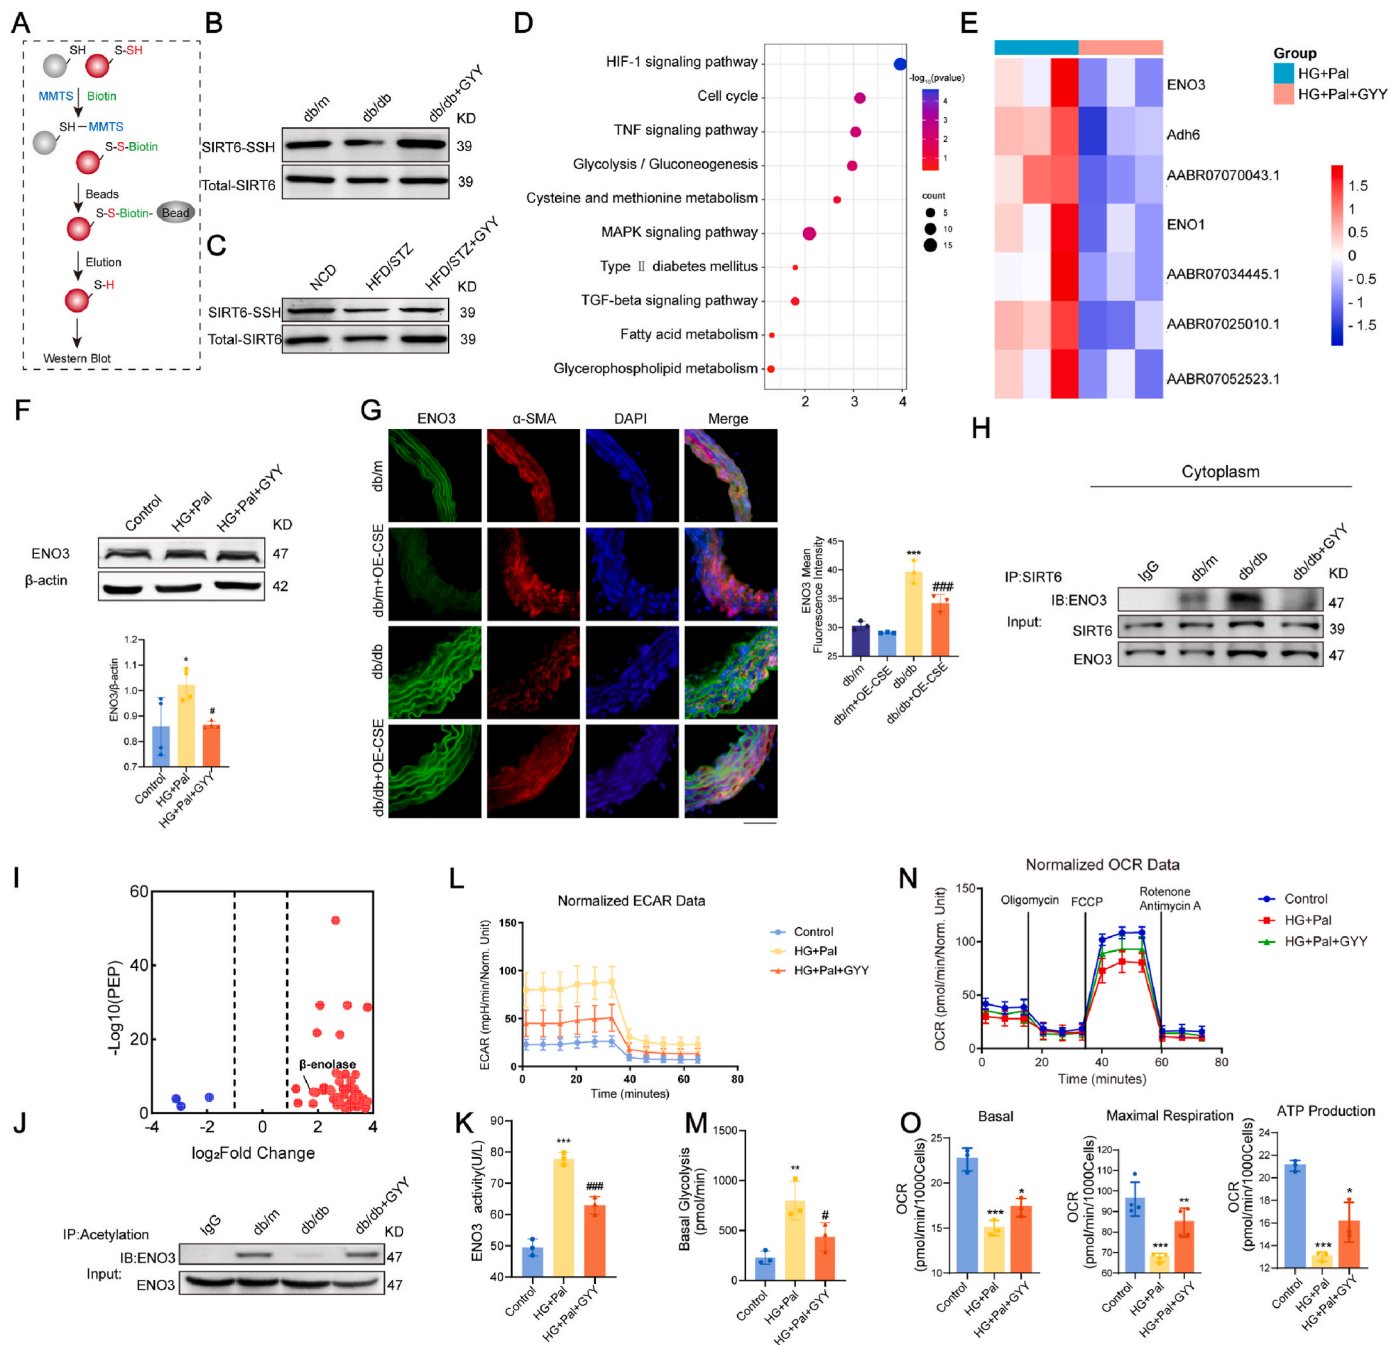 A
SH
S-SH
MMTS
Biotin
SH
MMTS
S-S-Biotin
Beads
S-S-Biotin-
Bead
Elution
S-H
Western Blot
B
db/m
db/db
db/db+GYY
KD
SIRT6-SSH
39
Total-SIRT6
39
C
NCD
HFD/STZ
HFD/STZ+GYY
KD
SIRT6-SSH
39
Total-SIRT6
39
D
HIF-1 signaling pathway
Cell cycle
TNF signaling pathway
Glycolysis / Gluconeogenesis
Cysteine and methionine metabolism
MAPK signaling pathway
Type Ⅱ diabetes mellitus
TGF-beta signaling pathway
Fatty acid metabolism
Glycerophospholipid metabolism
2
3
4
-log10(pvalue)
4
3
2
1
count
5
10
15
E
Group
HG+Pal
HG+Pal+GYY
ENO3
Adh6
AABR07070043.1
ENO1
AABR07034445.1
AABR07025010.1
AABR07052523.1
1.5
1
0.5
0
- 0.5
- 1
- 1.5
F
Control
HG+Pal
HG+Pal+GYY
KD
ENO3
47
β-actin
42
ENO3/β-actin
1.2
1.1
1.0
0.9
0.8
0.7
*
#
Control
HG+Pal
HG+Pal+GYY
G
ENO3
α-SMA
DAPI
Merge
db/m
db/m+OE-CSE
db/db
db/db+OE-CSE
ENO3 Mean
Fluorescence Intensity
45
40
35
30
25
***
###
db/m
db/m+OE-CSE
db/db
db/db+OE-CSE
H
Cytoplasm
IgG
db/m
db/db
db/db+GYY
IP:SIRT6
KD
IB:ENO3
47
Input:
SIRT6
39
ENO3
47
I
-Log10(PEP)
60
40
20
0
β-enolase
-4
-2
0
2
4
log₂Fold Change
J
IgG
db/m
db/db
db/db+GYY
IP:Acetylation
KD
IB:ENO3
47
Input:
ENO3
47
K
ENO3 activity(U/L)
90
80
70
60
50
40
***
###
Control
HG+Pal
HG+Pal+GYY
L
Normalized ECAR Data
ECAR (mpH/min/Norm. Unit)
150
100
50
0
0
20
40
60
80
Time (minutes)
Control
HG+Pal
HG+Pal+GYY
M
Basal Glycolysis
(pmol/min)
1500
1000
500
0
**
#
Control
HG+Pal
HG+Pal+GYY
N
Normalized OCR Data
OCR (pmol/min/Norm. Unit)
150
100
50
0
Oligomycin
FCCP
Rotenone
Antimycin A
0
20
40
60
80
Time (minutes)
Control
HG+Pal
HG+Pal+GYY
O
Basal
OCR
(pmol/min/1000Cells)
25
20
15
10
***
*
Control
HG+Pal
HG+Pal+GYY
Maximal Respiration
OCR
(pmol/min/1000Cells)
130
120
110
100
90
80
70
60
***
**
Control
HG+Pal
HG+Pal+GYY
ATP Production
OCR
(pmol/min/1000Cells)
24
22
20
18
16
14
12
***
*
Control
HG+Pal
HG+Pal+GYY